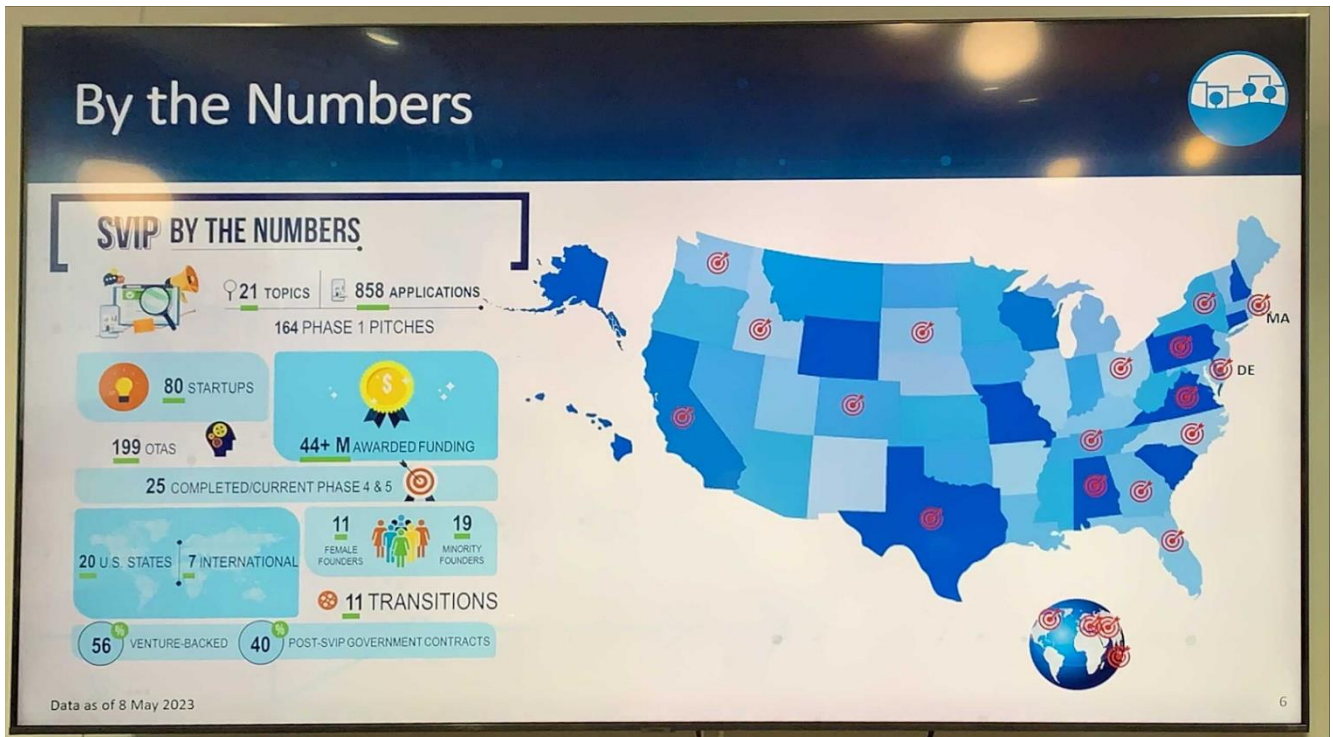 By the Numbers
SVIP BY THE NUMBERS
21 TOPICS
858 APPLICATIONS
164 PHASE 1 PITCHES
80 STARTUPS
199 OTAS
$
44+ M AWARDED FUNDING
25 COMPLETED/CURRENT PHASE 4 & 5
20 U.S. STATES
7 INTERNATIONAL
11
FEMALE
FOUNDERS
19
MINORITY
FOUNDERS
11 TRANSITIONS
56 %
VENTURE-BACKED
40 %
POST-SVIP GOVERNMENT CONTRACTS
MA
DE
Data as of 8 May 2023
6